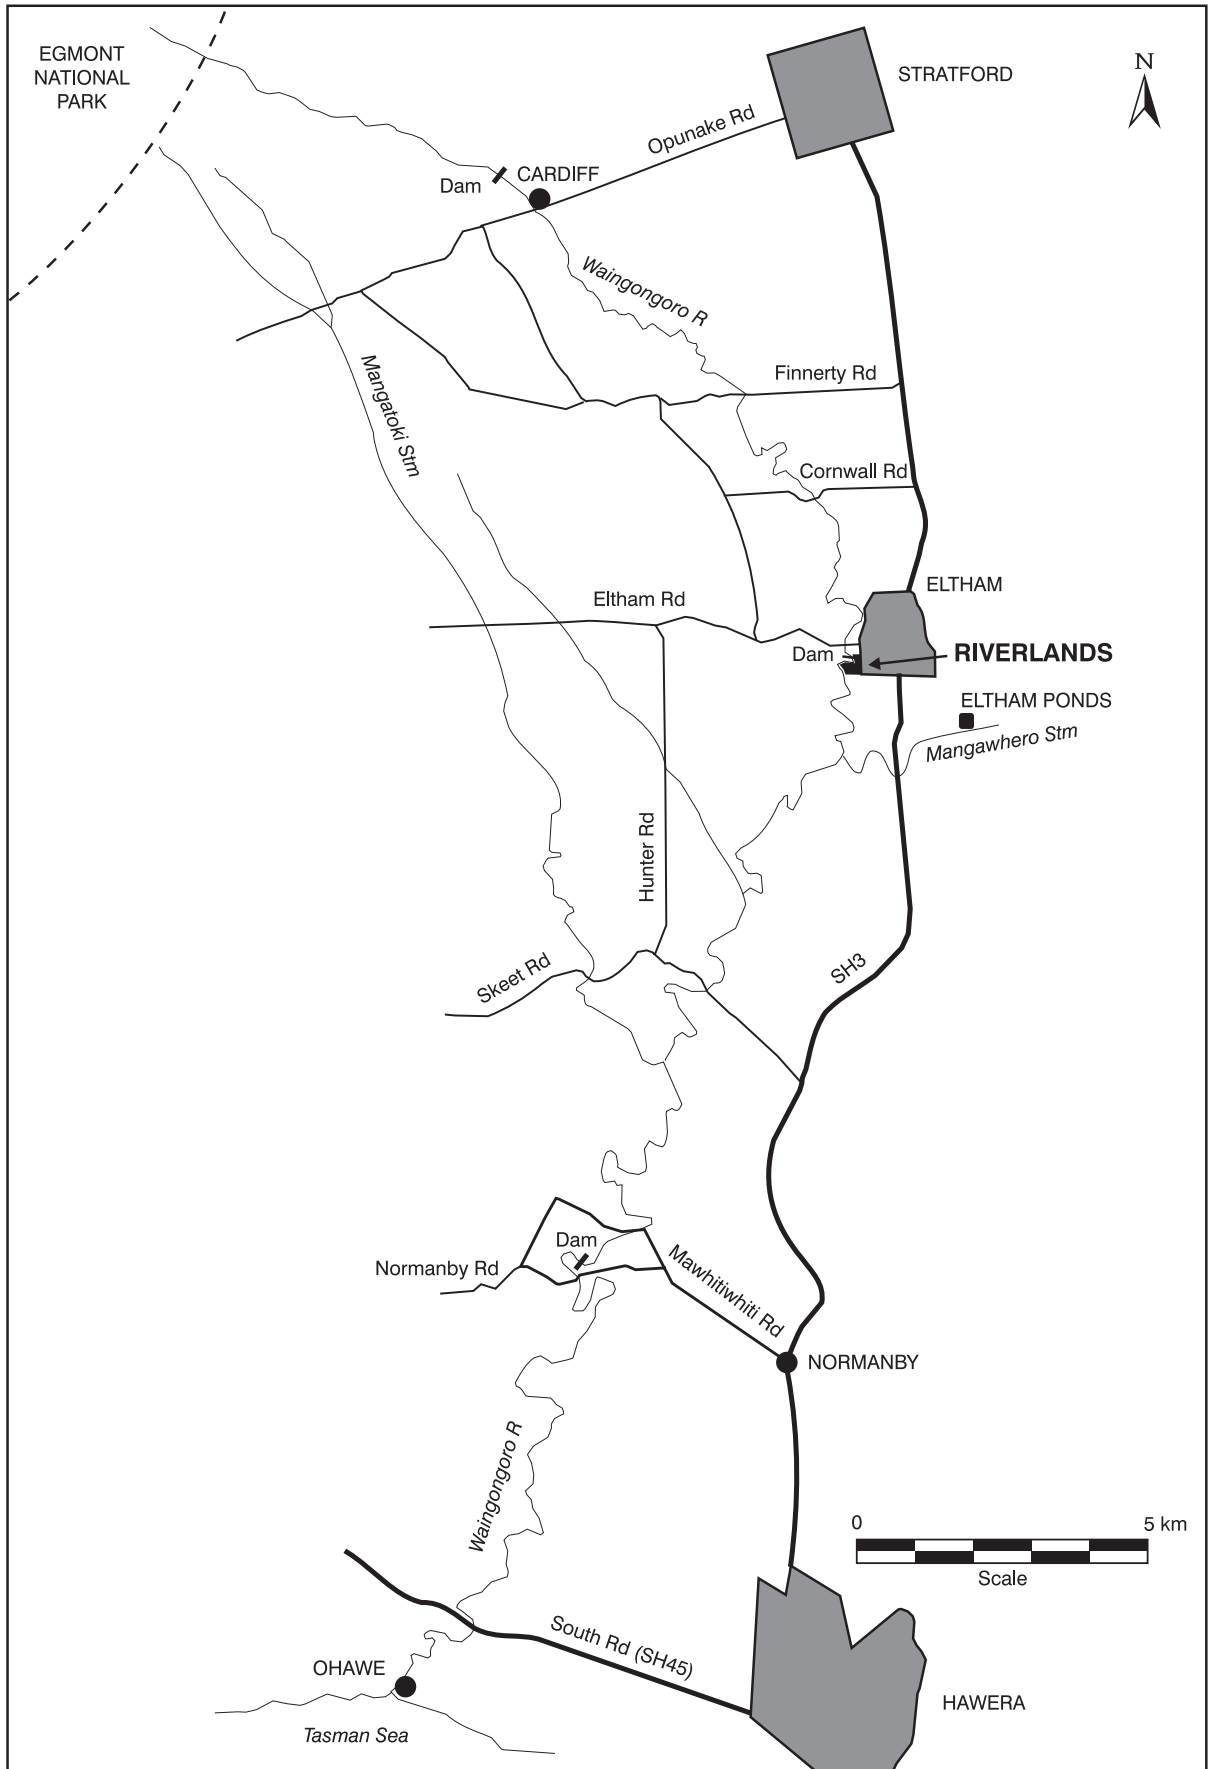 EGMONT
NATIONAL
PARK
STRATFORD
N
Opunake Rd
Dam
CARDIFF
Waingongoro R
Mangatoki Stm
Finnerty Rd
Cornwall Rd
ELTHAM
Eltham Rd
Dam
RIVERLANDS
ELTHAM PONDS
Mangawhero Stm
Hunter Rd
Skeet Rd
SH3
Dam
Normanby Rd
Mawhitiwhiti Rd
NORMANBY
Waingongoro R
0
5 km
Scale
South Rd (SH45)
OHAWE
HAWERA
Tasman Sea